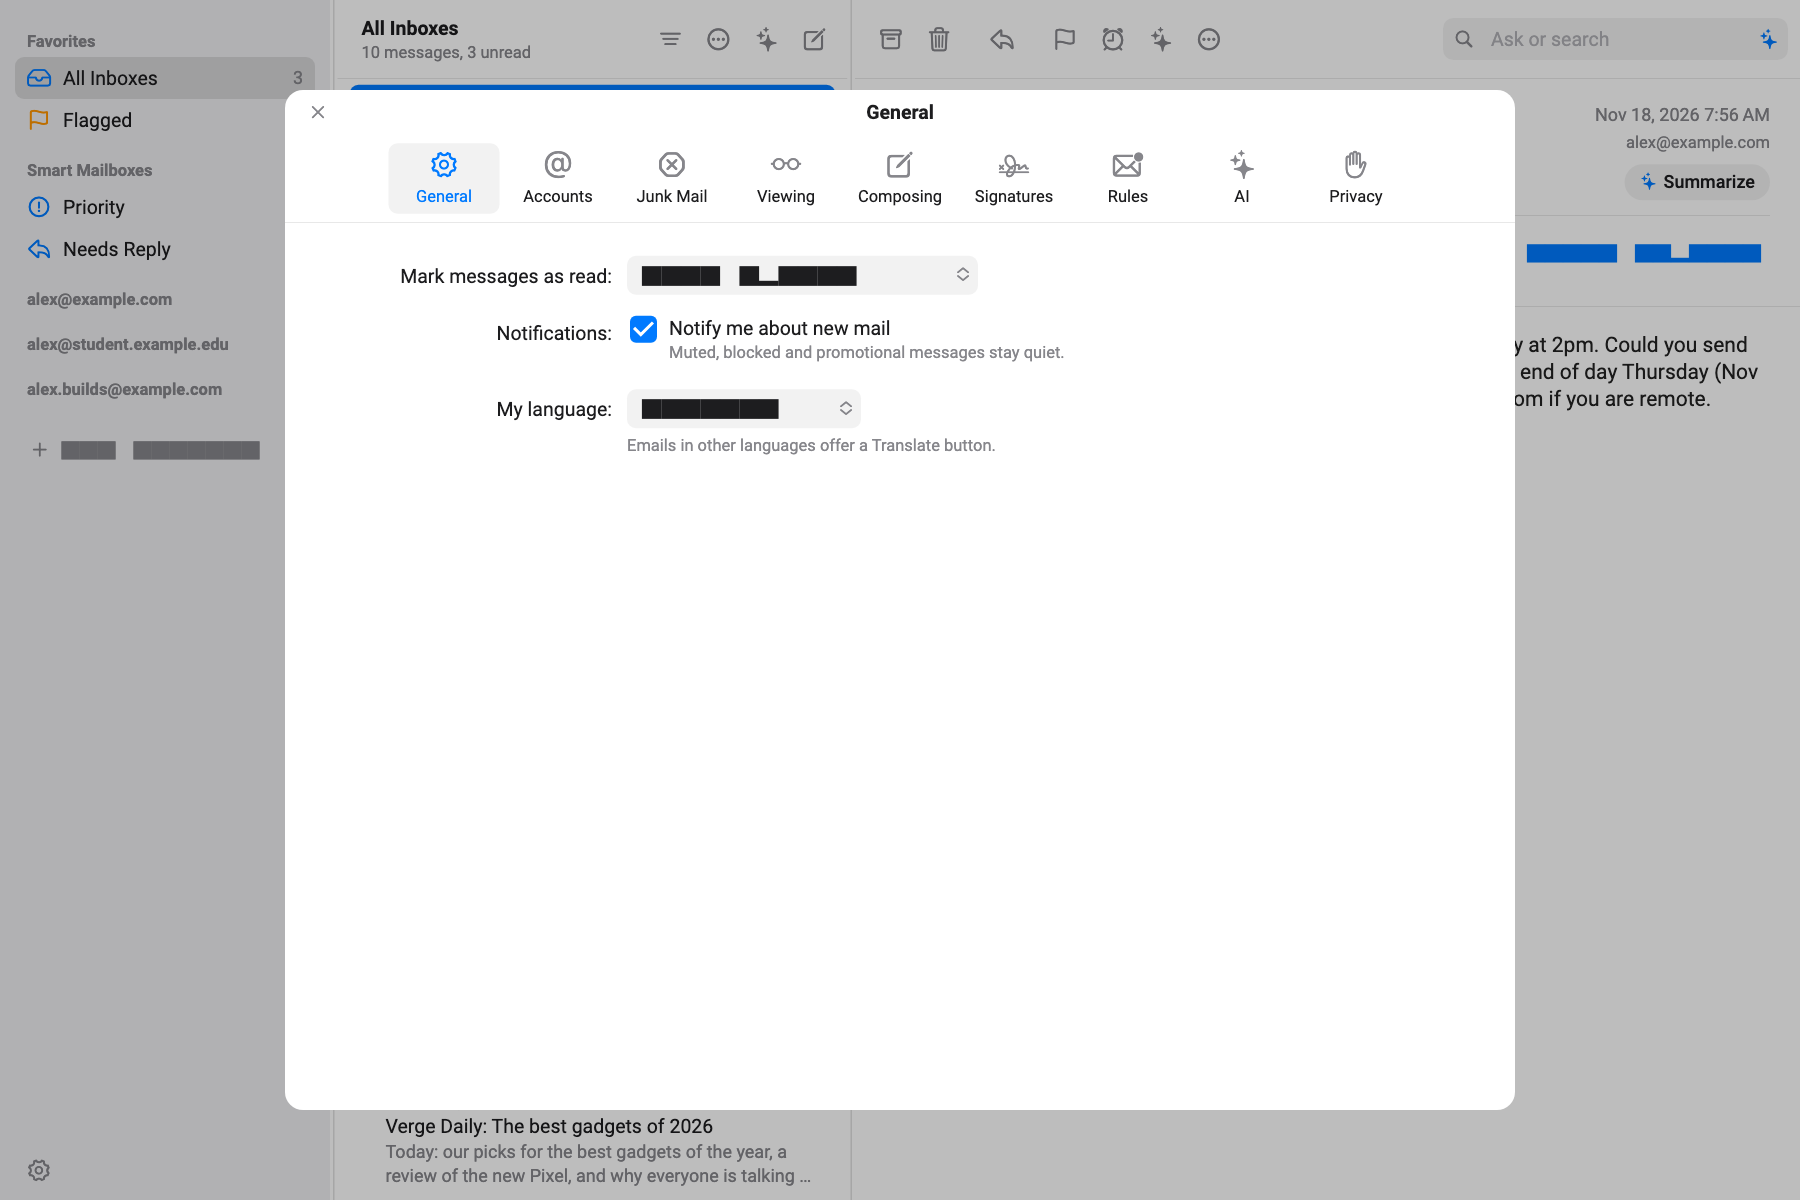 Favorites
All Inboxes 3
Flagged
Smart Mailboxes
Priority
Needs Reply
alex@example.com
alex@student.example.edu
alex.builds@example.com
All Inboxes
10 messages, 3 unread
Ask or search
Nov 18, 2026 7:56 AM
alex@example.com
Summarize
y at 2pm. Could you send
end of day Thursday (Nov
om if you are remote.
General
General
Accounts
Junk Mail
Viewing
Composing
Signatures
Rules
AI
Privacy
Mark messages as read:
Notifications:
Notify me about new mail
Muted, blocked and promotional messages stay quiet.
My language:
Emails in other languages offer a Translate button.
Verge Daily: The best gadgets of 2026
Today: our picks for the best gadgets of the year, a
review of the new Pixel, and why everyone is talking ...